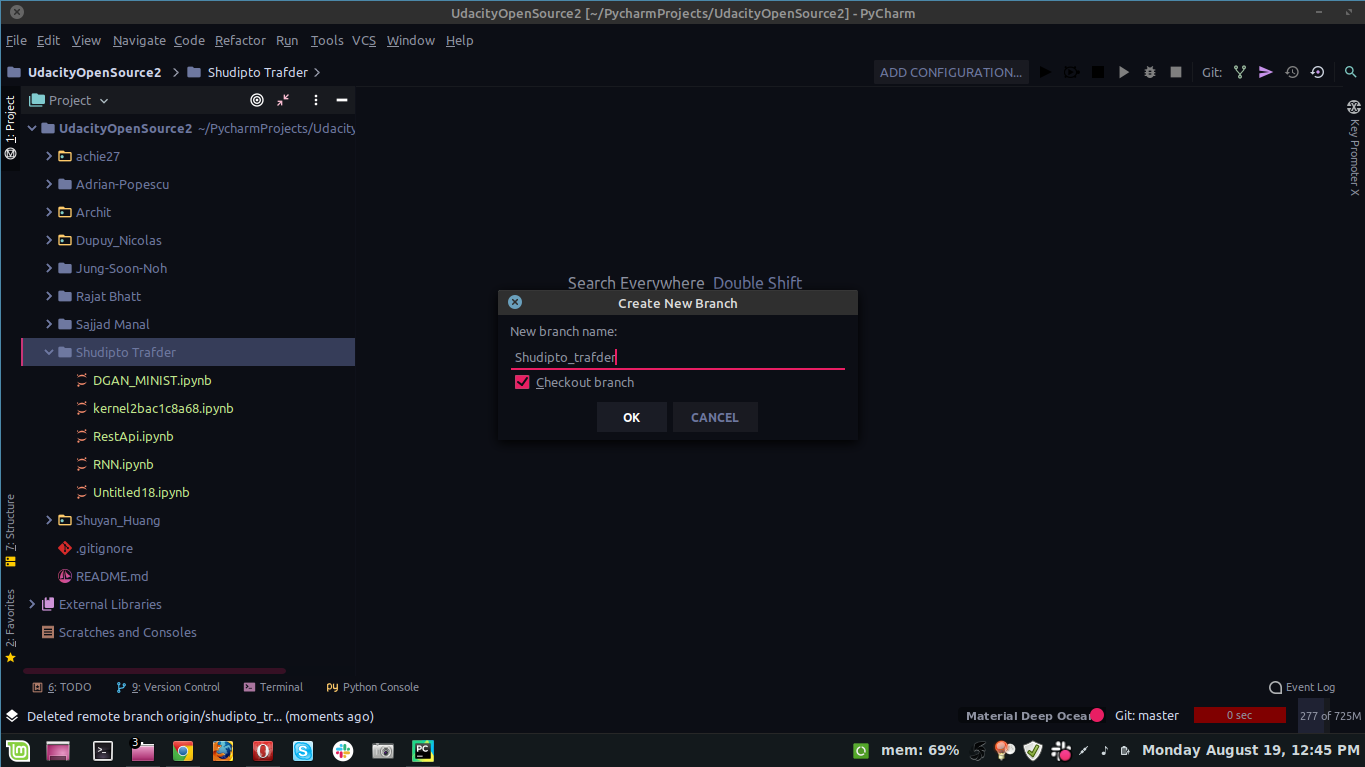 UdacityOpenSource2 [~/PycharmProjects/UdacityOpenSource2] - PyCharm
File Edit View Navigate Code Refactor Run Tools VCS Window Help
UdacityOpenSource2 Shudipto Trafder ADD CONFIGURATION... Git:
1: Project
Project
UdacityOpenSource2 ~/PycharmProjects/Udacity
achie27
Adrian-Popescu
Archit
Dupuy_Nicolas
Jung-Soon-Noh
Rajat Bhatt
Sajjad Manal
Shudipto Trafder
DGAN_MINIST.ipynb
kernel2bac1c8a68.ipynb
RestApi.ipynb
RNN.ipynb
Untitled18.ipynb
Shuyan_Huang
.gitignore
README.md
External Libraries
Scratches and Consoles
7: Structure
2: Favorites
Key Promoter X
Search Everywhere Double Shift
Create New Branch
New branch name:
Shudipto_trafder
Checkout branch
OK CANCEL
6: TODO 9: Version Control Terminal Python Console Event Log
Deleted remote branch origin/shudipto_tr... (moments ago) Material Deep Ocean Git: master 0 sec 277 of 725M
3 PC mem: 69% Monday August 19, 12:45 PM